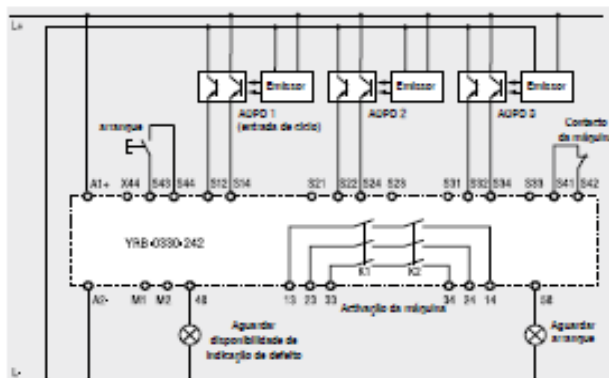 L+
Emissor
Emissor
Emissor
AOPD 1
(entrada de ciclo)
AOPD 2
AOPD 3
arranque
Contacto
da máquina
A1+ X44 S43 S44 S12 S14 S21 S22 S24 S23 S31 S32 S34 S33 S41 S42
YRB-0330-242
K1 K2
A2- M1 M2 48 13 23 33 34 24 14 58
Activação da máquina
Aguardar
disponibilidade de
indicação de defeito
Aguardar
arranque
L-